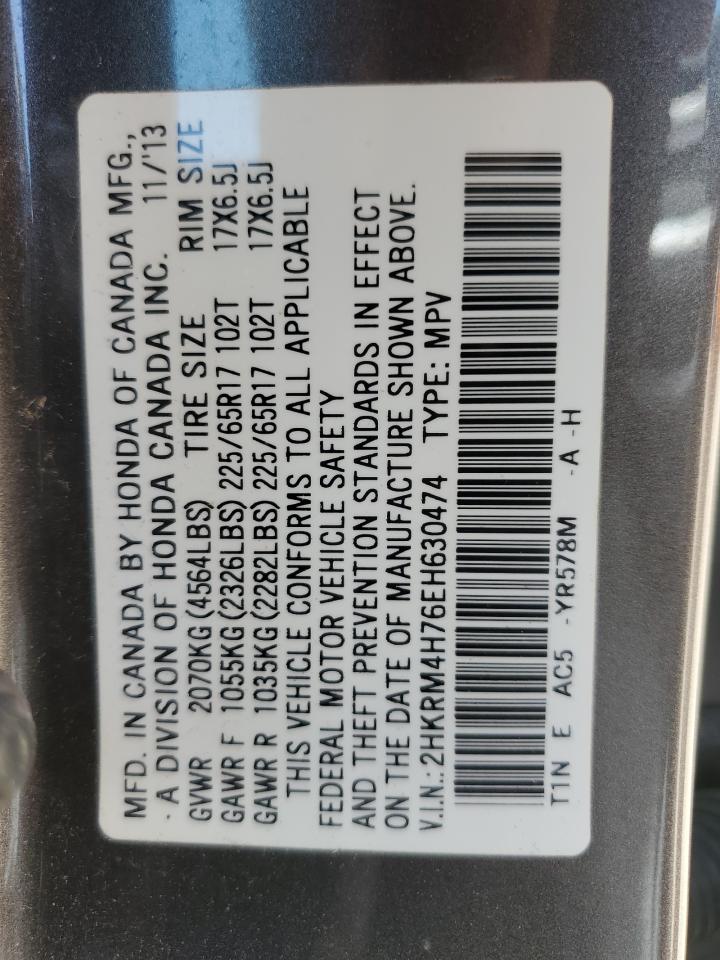 MFD. IN CANADA BY HONDA OF CANADA MFG.,
- A DIVISION OF HONDA CANADA INC. 11/'13
GVWR 2070KG (4564LBS) TIRE SIZE RIM SIZE
GAWR F 1055KG (2326LBS) 225/65R17 102T 17X6.5J
GAWR R 1035KG (2282LBS) 225/65R17 102T 17X6.5J
THIS VEHICLE CONFORMS TO ALL APPLICABLE
FEDERAL MOTOR VEHICLE SAFETY
AND THEFT PREVENTION STANDARDS IN EFFECT
ON THE DATE OF MANUFACTURE SHOWN ABOVE.
V.I.N.: 2HKRM4H76EH630474 TYPE: MPV
T1N E AC5 -YR578M -A -H